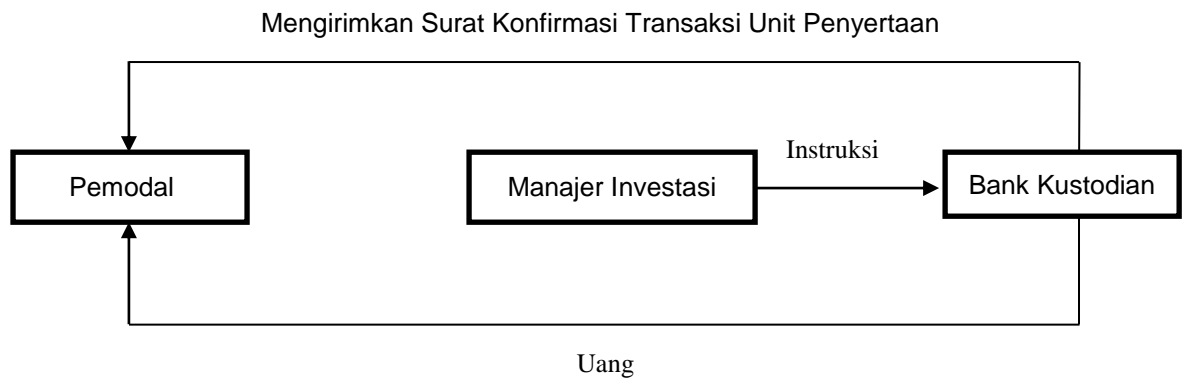 Mengirimkan Surat Konfirmasi Transaksi Unit Penyertaan
Instruksi
Pemodal
Manajer Investasi
Bank Kustodian
Uang